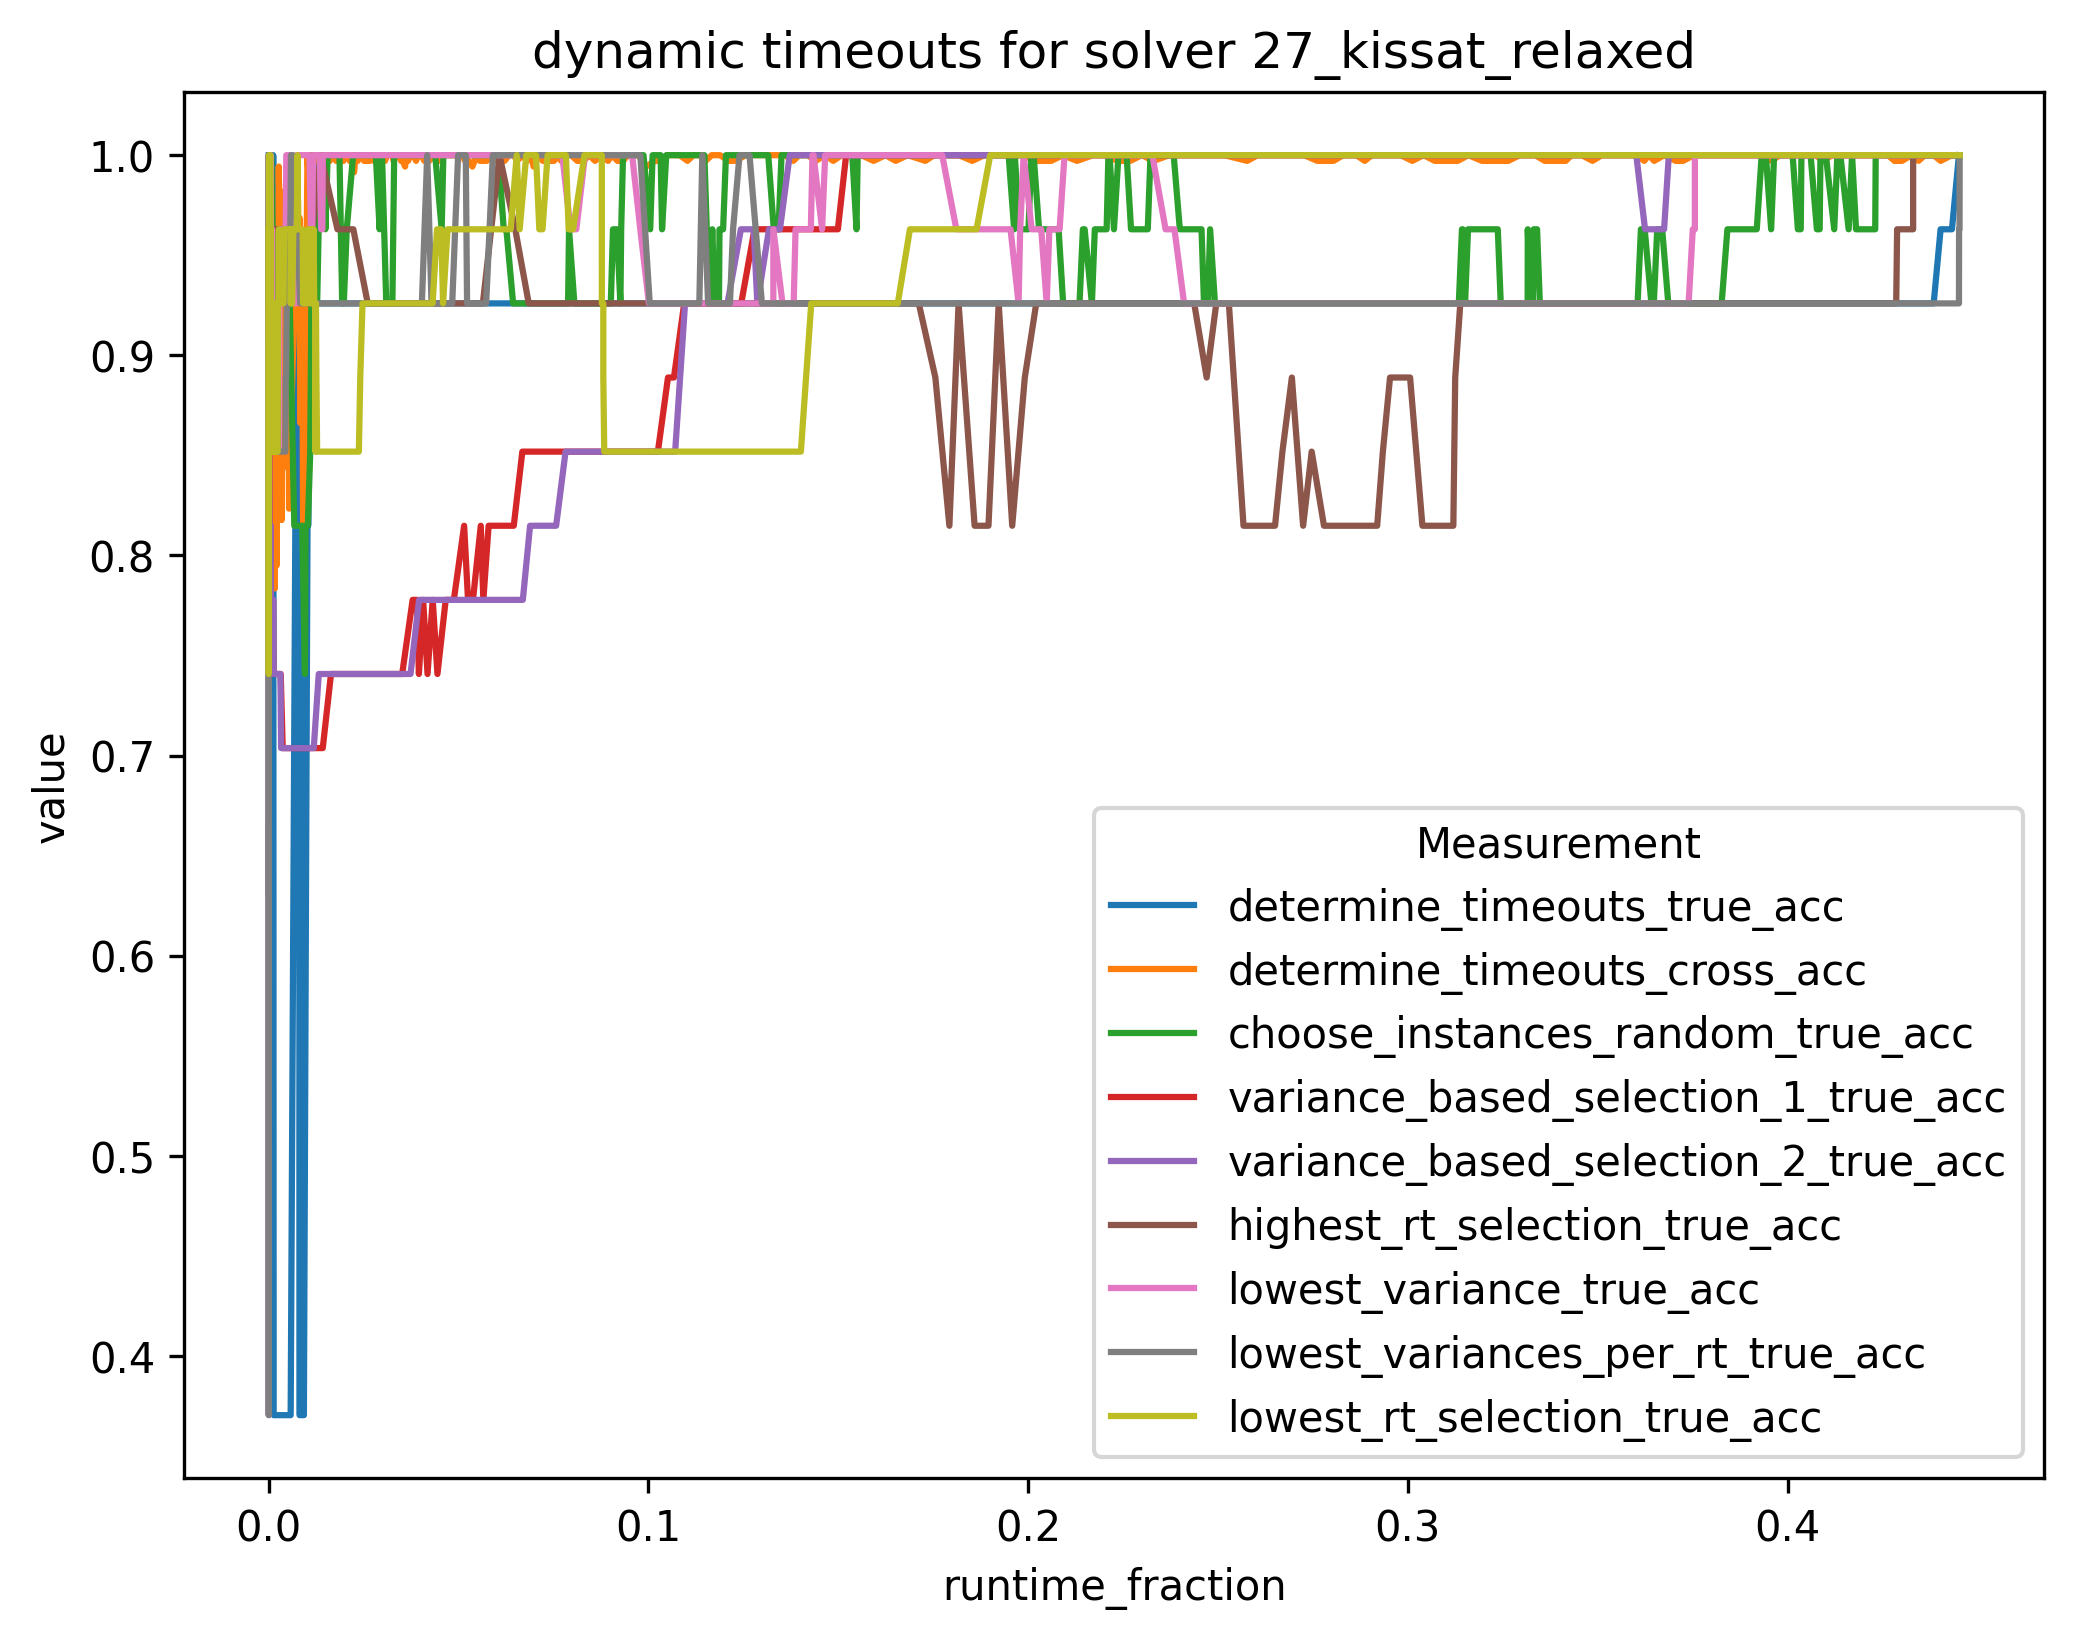 dynamic timeouts for solver 27_kissat_relaxed
1.0
0.9
0.8
0.7
0.6
0.5
0.4
value
0.0
0.1
0.2
0.3
0.4
runtime_fraction
Measurement
determine_timeouts_true_acc
determine_timeouts_cross_acc
choose_instances_random_true_acc
variance_based_selection_1_true_acc
variance_based_selection_2_true_acc
highest_rt_selection_true_acc
lowest_variance_true_acc
lowest_variances_per_rt_true_acc
lowest_rt_selection_true_acc